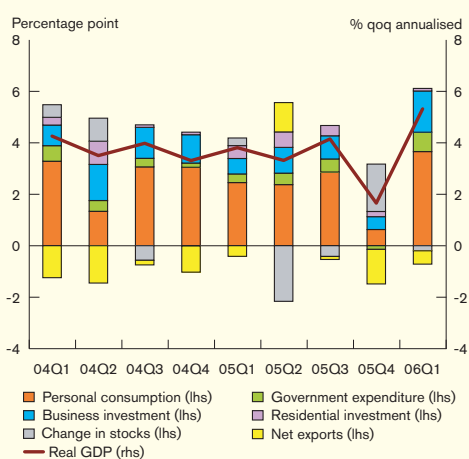 Percentage point % qoq annualised
8 8
6 6
4 4
2 2
0 0
-2 -2
-4 -4
04Q1 04Q2 04Q3 04Q4 05Q1 05Q2 05Q3 05Q4 06Q1
Personal consumption (lhs) Government expenditure (lhs)
Business investment (lhs) Residential investment (lhs)
Change in stocks (lhs) Net exports (lhs)
Real GDP (rhs)